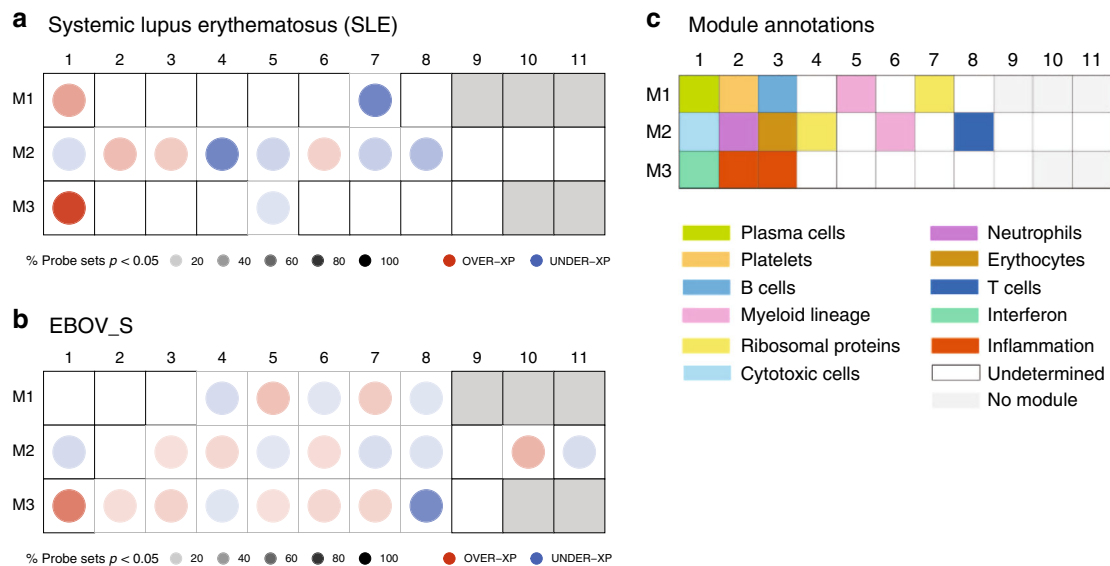 a Systemic lupus erythematosus (SLE)
1 2 3 4 5 6 7 8 9 10 11
M1
M2
M3
% Probe sets p < 0.05 20 40 60 80 100 OVER−XP UNDER−XP
b EBOV_S
1 2 3 4 5 6 7 8 9 10 11
M1
M2
M3
% Probe sets p < 0.05 20 40 60 80 100 OVER−XP UNDER−XP
c Module annotations
1 2 3 4 5 6 7 8 9 10 11
M1
M2
M3
Plasma cells
Platelets
B cells
Myeloid lineage
Ribosomal proteins
Cytotoxic cells
Neutrophils
Erythocytes
T cells
Interferon
Inflammation
Undetermined
No module